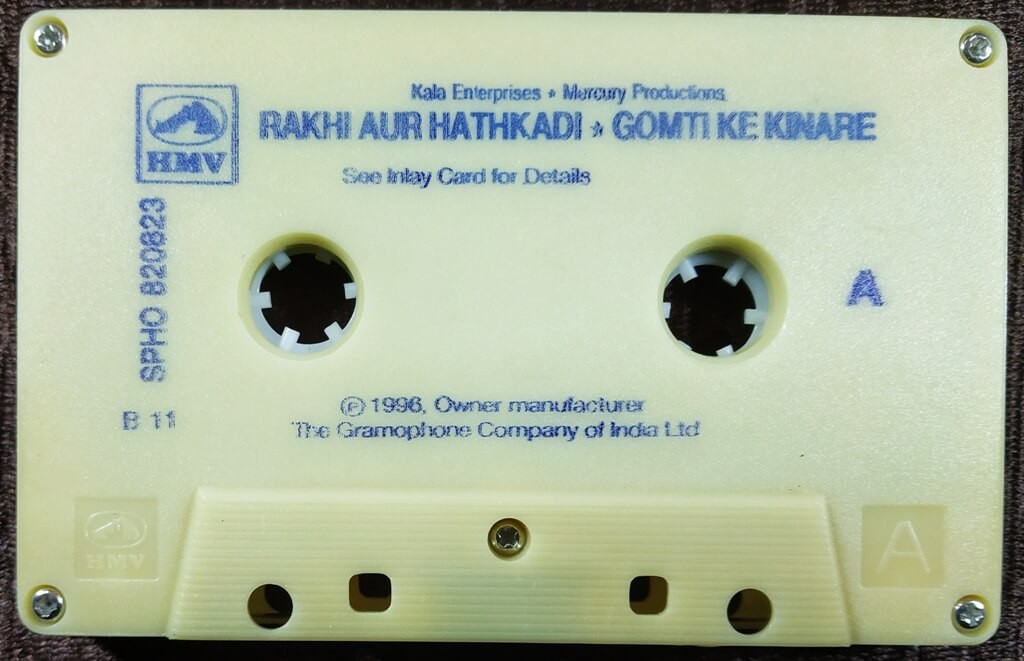 Kala Enterprises ★ Mercury Productions
RAKHI AUR HATHKADI ★ GOMTI KE KINARE
HMV
See Inlay Card for Details
SPHO 820823
A
B 11
Ⓟ 1996, Owner manufacturer
The Gramophone Company of India Ltd
HMV
A